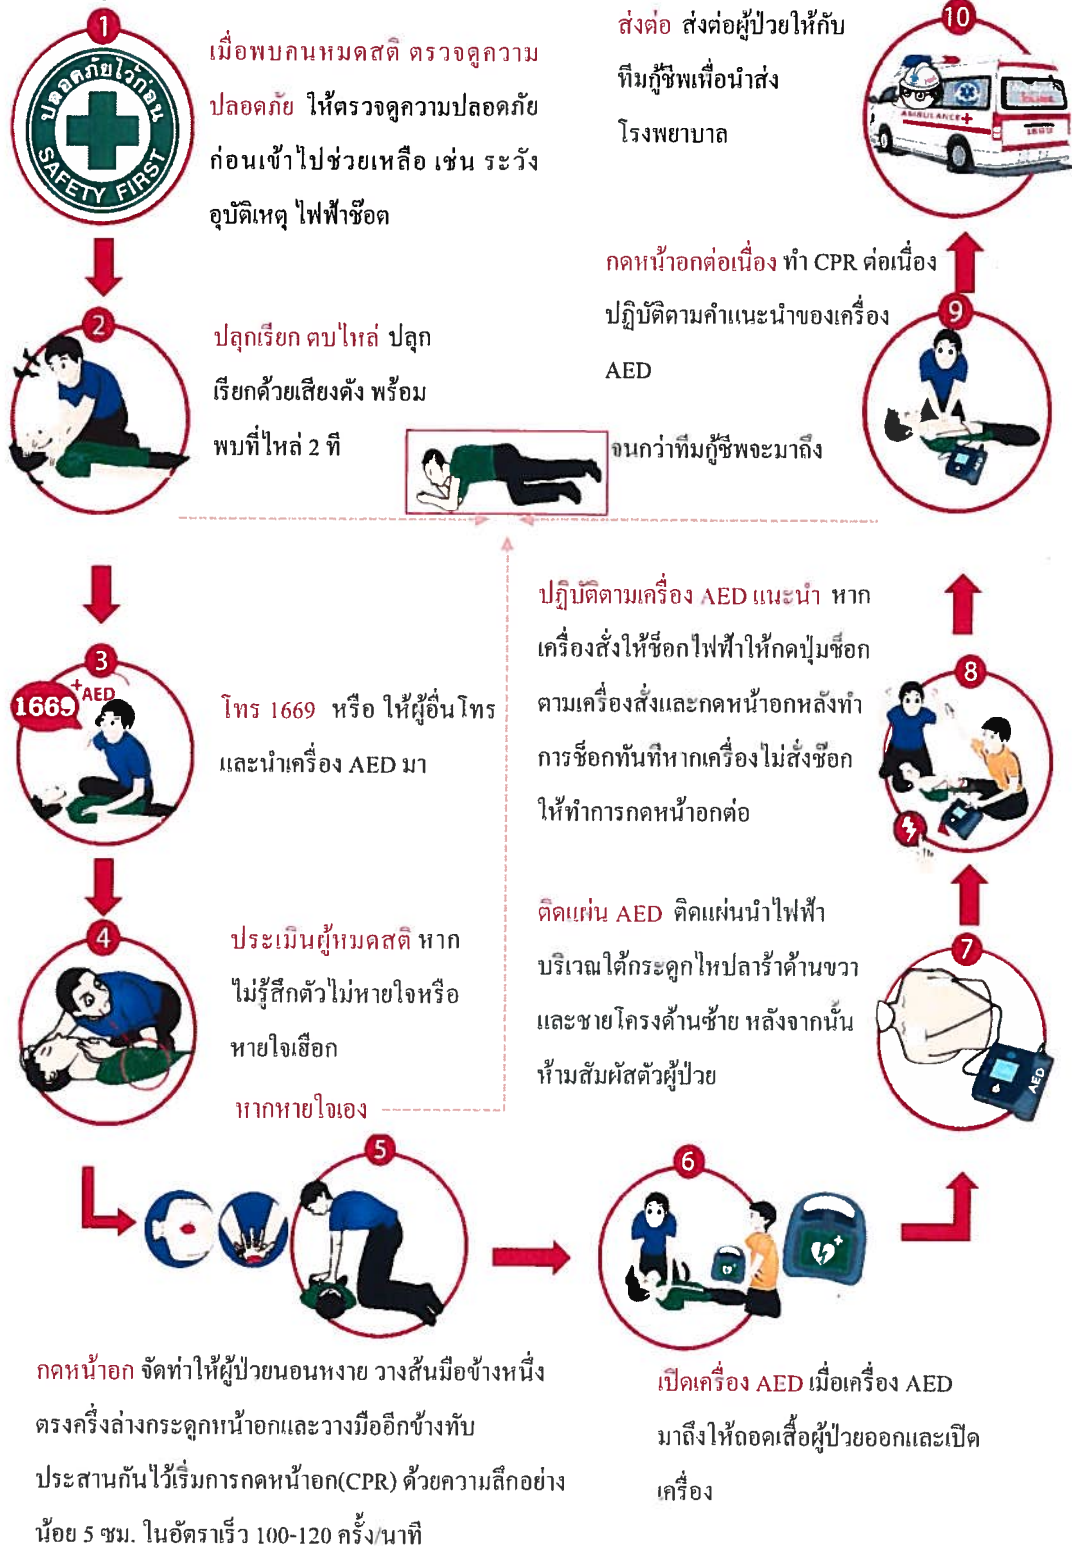 1
ปลอดภัยไว้ก่อน
SAFETY FIRST
เมื่อพบคนหมดสติ ตรวจดูความ
ปลอดภัย ให้ตรวจดูความปลอดภัย
ก่อนเข้าไปช่วยเหลือ เช่น ระวัง
อุบัติเหตุ ไฟฟ้าช๊อต
2
ปลุกเรียก ตบไหล่ ปลุก
เรียกด้วยเสียงดัง พร้อม
พบที่ไหล่ 2 ที
3
1669
+AED
โทร 1669 หรือ ให้ผู้อื่นโทร
และนำเครื่อง AED มา
4
ประเมินผู้หมดสติ หาก
ไม่รู้สึกตัวไม่หายใจหรือ
หายใจเฮือก
หากหายใจเอง
5
กดหน้าอก จัดท่าให้ผู้ป่วยนอนหงาย วางส้นมือข้างหนึ่ง
ตรงครึ่งล่างกระดูกหน้าอกและวางมืออีกข้างทับ
ประสานกันไว้เริ่มการกดหน้าอก(CPR) ด้วยความลึกอย่าง
น้อย 5 ซม. ในอัตราเร็ว 100-120 ครั้ง/นาที
6
เปิดเครื่อง AED เมื่อเครื่อง AED
มาถึงให้ถอดเสื้อผู้ป่วยออกและเปิด
เครื่อง
7
AED
ติดแผ่น AED ติดแผ่นนำไฟฟ้า
บริเวณใต้กระดูกไหปลาร้าด้านขวา
และชายโครงด้านซ้าย หลังจากนั้น
ห้ามสัมผัสตัวผู้ป่วย
8
ปฏิบัติตามเครื่อง AED แนะนำ หาก
เครื่องสั่งให้ช็อกไฟฟ้าให้กดปุ่มช็อก
ตามเครื่องสั่งและกดหน้าอกหลังทำ
การช็อกทันทีหากเครื่องไม่สั่งช๊อก
ให้ทำการกดหน้าอกต่อ
9
AED
กดหน้าอกต่อเนื่อง ทำ CPR ต่อเนื่อง
ปฏิบัติตามคำแนะนำของเครื่อง
AED
จนกว่าทีมกู้ชีพจะมาถึง
10
AMBULANCE
ส่งต่อ ส่งต่อผู้ป่วยให้กับ
ทีมกู้ชีพเพื่อนำส่ง
โรงพยาบาล